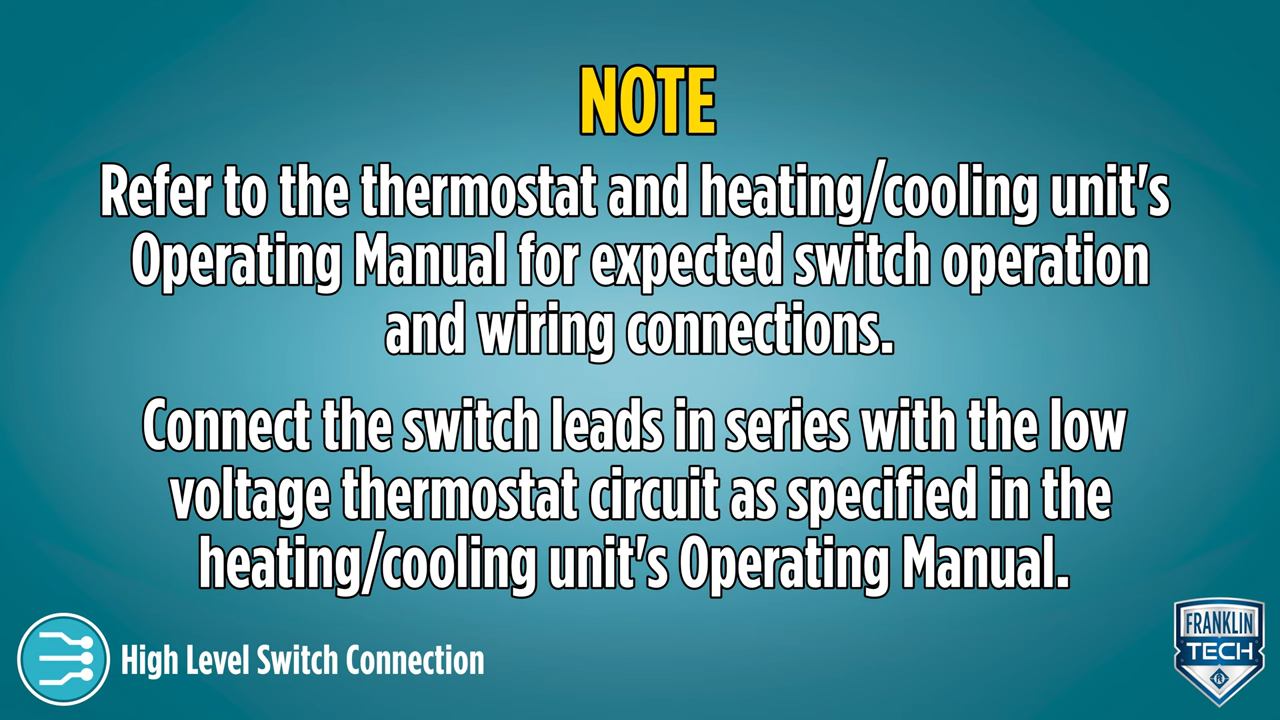 NOTE
Refer to the thermostat and heating/cooling unit's
Operating Manual for expected switch operation
and wiring connections.
Connect the switch leads in series with the low
voltage thermostat circuit as specified in the
heating/cooling unit's Operating Manual.
High Level Switch Connection
FRANKLIN
TECH